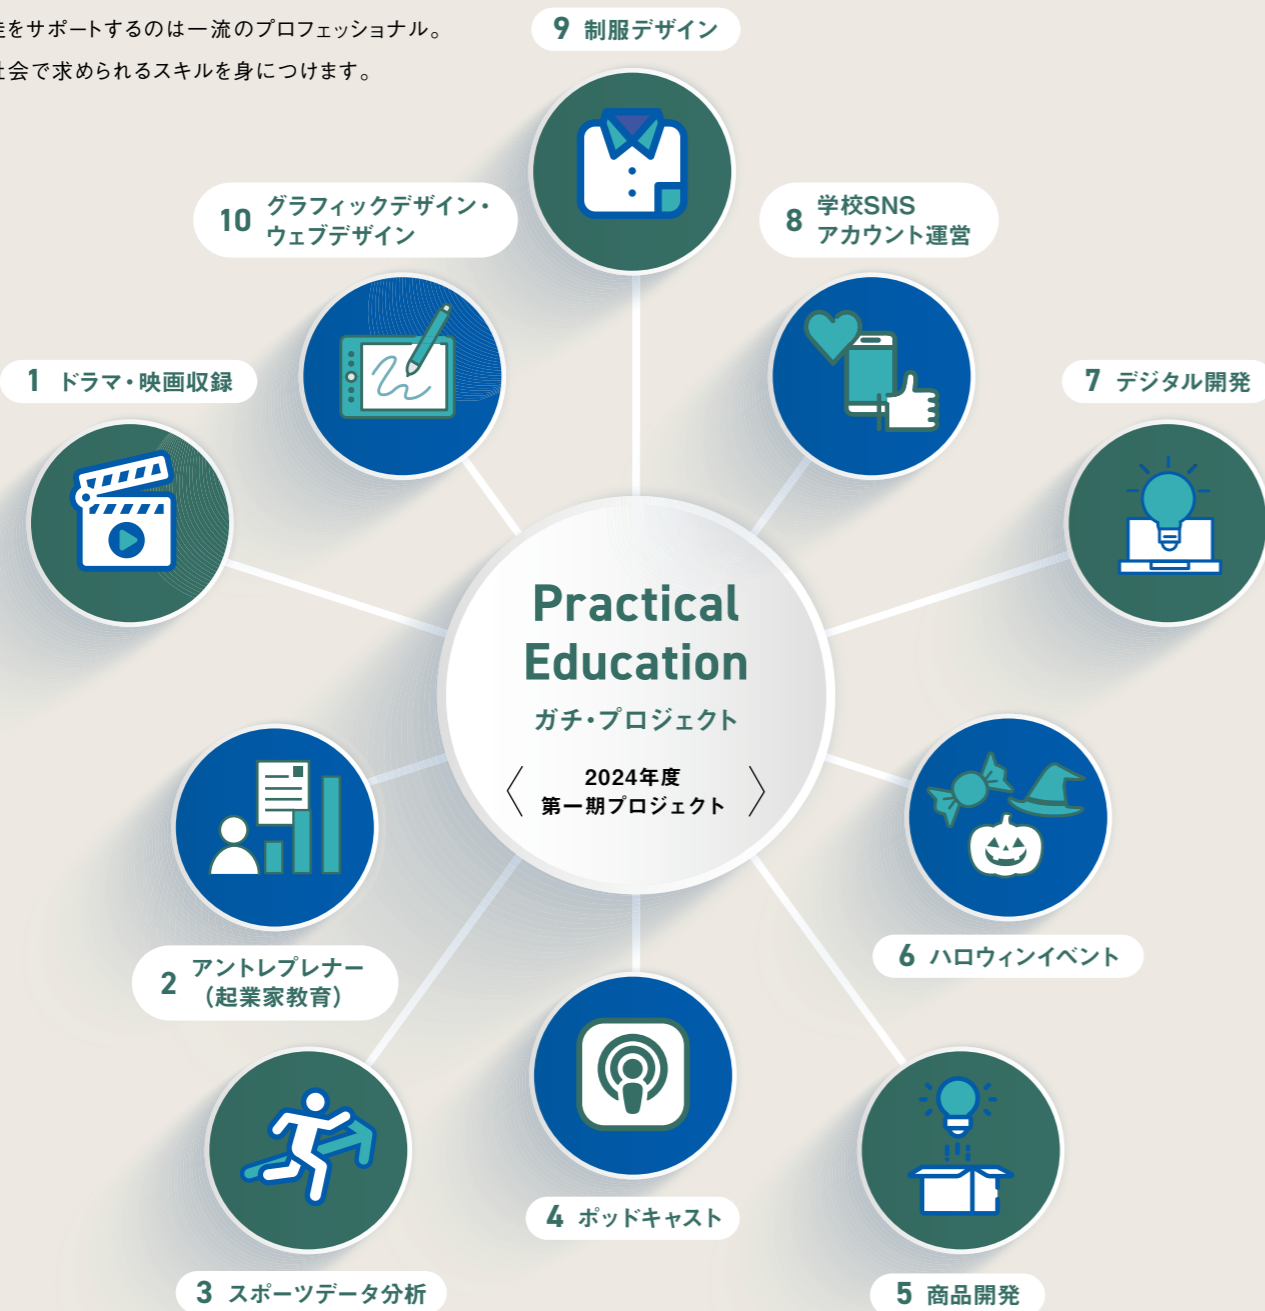 をサポートするのは一流のプロフェッショナル。
会で求められるスキルを身につけます。
9 制服デザイン
10 グラフィックデザイン・
ウェブデザイン
8 学校SNS
アカウント運営
1 ドラマ・映画収録
7 デジタル開発
Practical
Education
ガチ・プロジェクト
〈 2024年度
第一期プロジェクト 〉
2 アントレプレナー
（起業家教育）
6 ハロウィンイベント
4 ポッドキャスト
3 スポーツデータ分析
5 商品開発